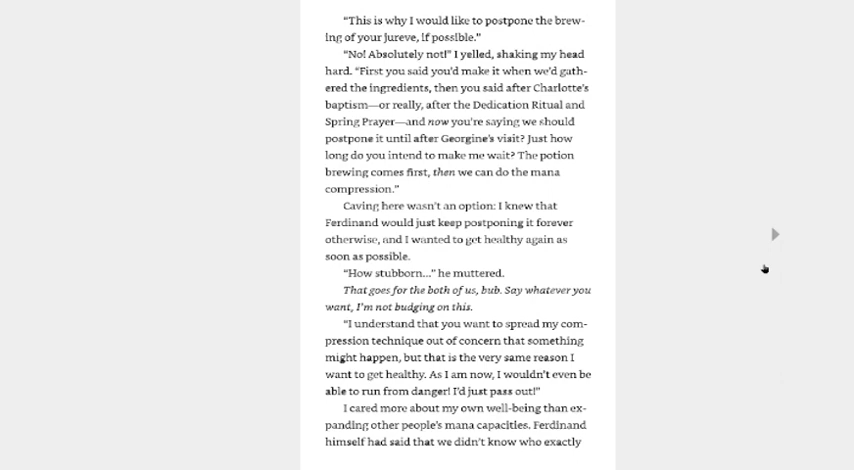 “This is why I would like to postpone the brew-
ing of your jureve, if possible.”
“No! Absolutely not!” I yelled, shaking my head
hard. “First you said you’d make it when we’d gath-
ered the ingredients, then you said after Charlotte’s
baptism—or really, after the Dedication Ritual and
Spring Prayer—and now you’re saying we should
postpone it until after Georgine’s visit? Just how
long do you intend to make me wait? The potion
brewing comes first, then we can do the mana
compression.”
Caving here wasn’t an option: I knew that
Ferdinand would just keep postponing it forever
otherwise, and I wanted to get healthy again as
soon as possible.
“How stubborn...” he muttered.
That goes for the both of us, bub. Say whatever you
want, I’m not budging on this.
“I understand that you want to spread my com-
pression technique out of concern that something
might happen, but that is the very same reason I
want to get healthy. As I am now, I wouldn’t even be
able to run from danger! I’d just pass out!”
I cared more about my own well-being than ex-
panding other people’s mana capacities. Ferdinand
himself had said that we didn’t know who exactly